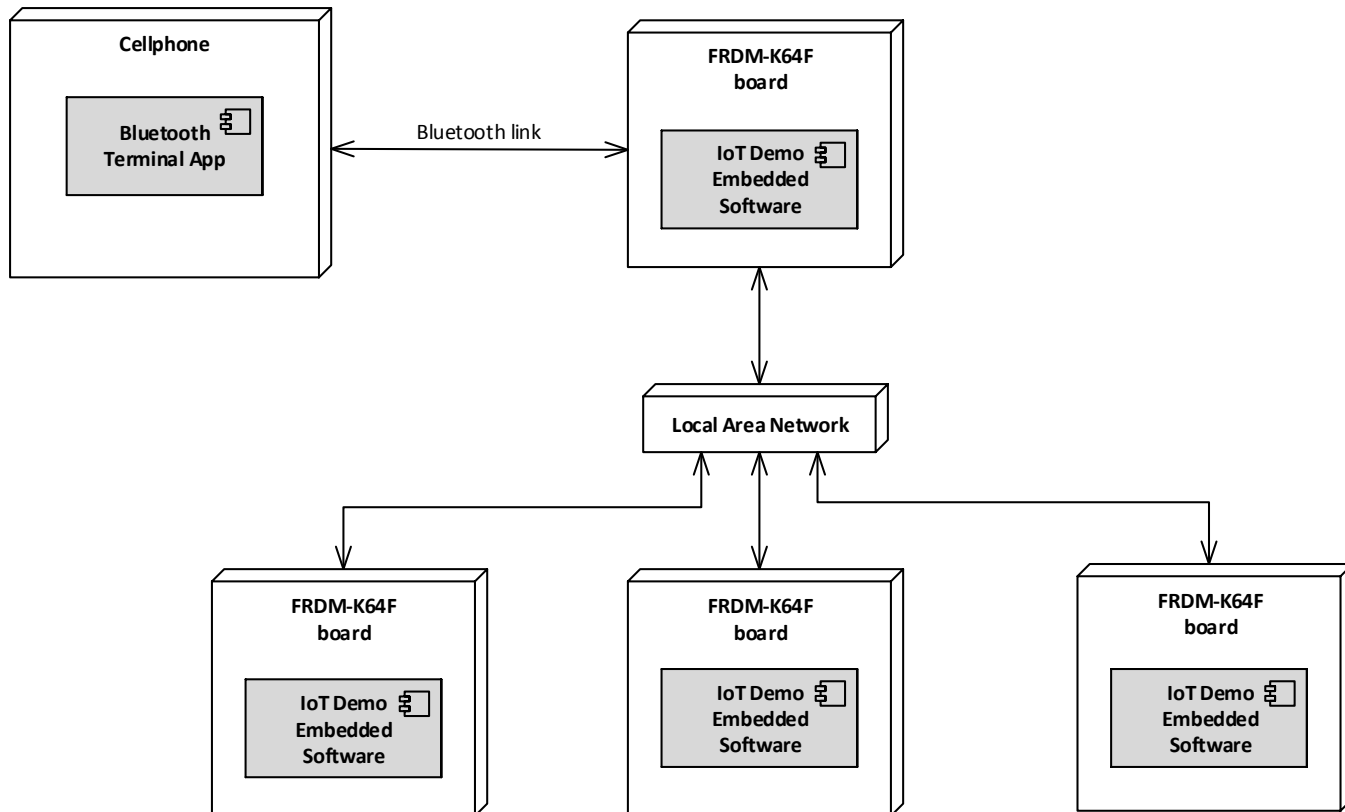 Cellphone
Bluetooth
Terminal App
Bluetooth link
FRDM-K64F
board
IoT Demo
Embedded
Software
Local Area Network
FRDM-K64F
board
IoT Demo
Embedded
Software
FRDM-K64F
board
IoT Demo
Embedded
Software
FRDM-K64F
board
IoT Demo
Embedded
Software